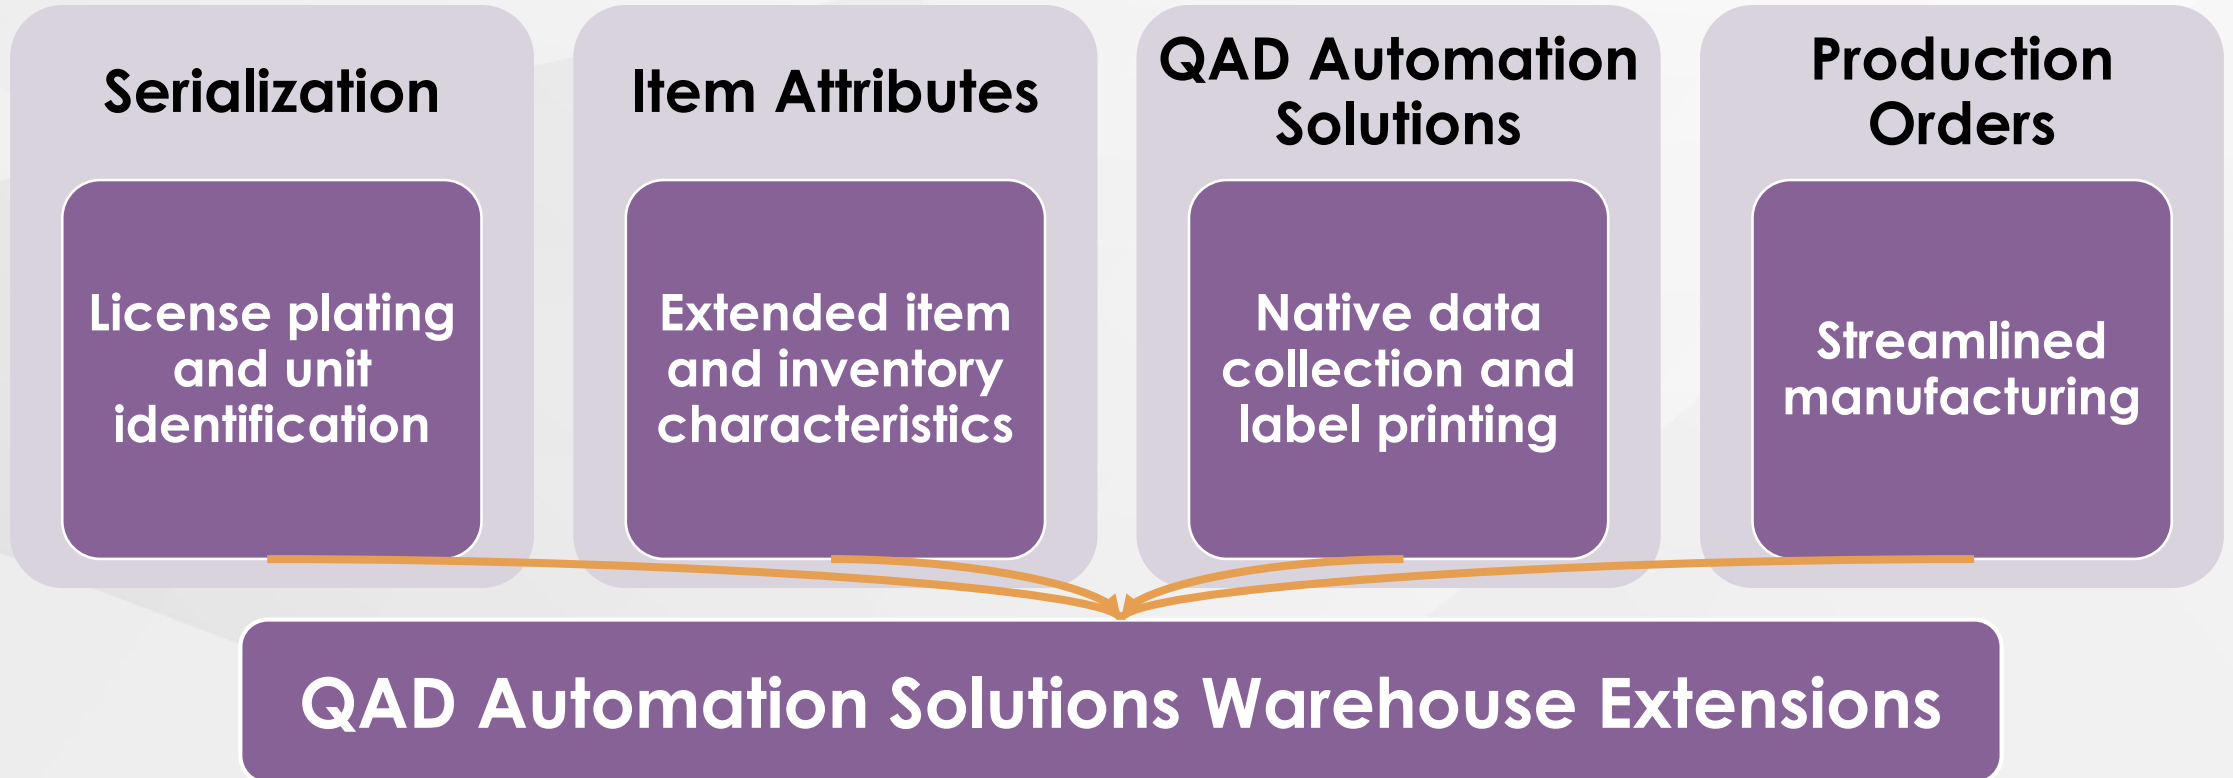 Serialization
License plating
and unit
identification
Item Attributes
Extended item
and inventory
characteristics
QAD Automation
Solutions
Native data
collection and
label printing
Production
Orders
Streamlined
manufacturing
QAD Automation Solutions Warehouse Extensions